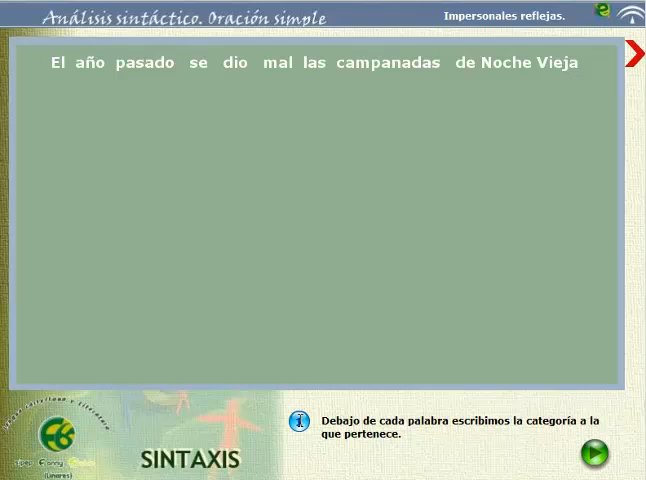 Análisis sintáctico. Oración simple
Impersonales reflejas.
El año pasado se dio mal las campanadas de Noche Vieja
Debajo de cada palabra escribimos la categoría a la
que pertenece.
SINTAXIS
(Linares)